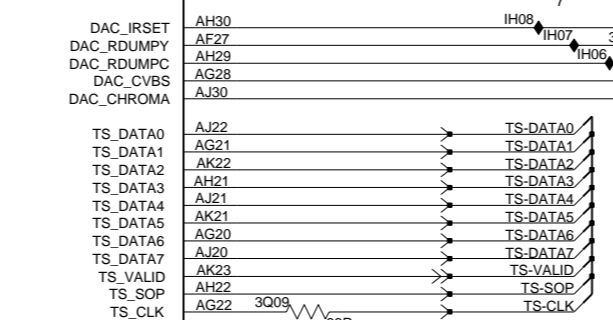 DAC_IRSET AH30 IH08
DAC_RDUMPY AF27 IH07
DAC_RDUMPC AH29 IH06
DAC_CVBS AG28
DAC_CHROMA AJ30
TS_DATA0 AJ22 TS-DATA0
TS_DATA1 AG21 TS-DATA1
TS_DATA2 AK22 TS-DATA2
TS_DATA3 AH21 TS-DATA3
TS_DATA4 AJ21 TS-DATA4
TS_DATA5 AK21 TS-DATA5
TS_DATA6 AG20 TS-DATA6
TS_DATA7 AJ20 TS-DATA7
TS_VALID AK23 TS-VALID
TS_SOP AH22 TS-SOP
TS_CLK AG22 3Q09 TS-CLK